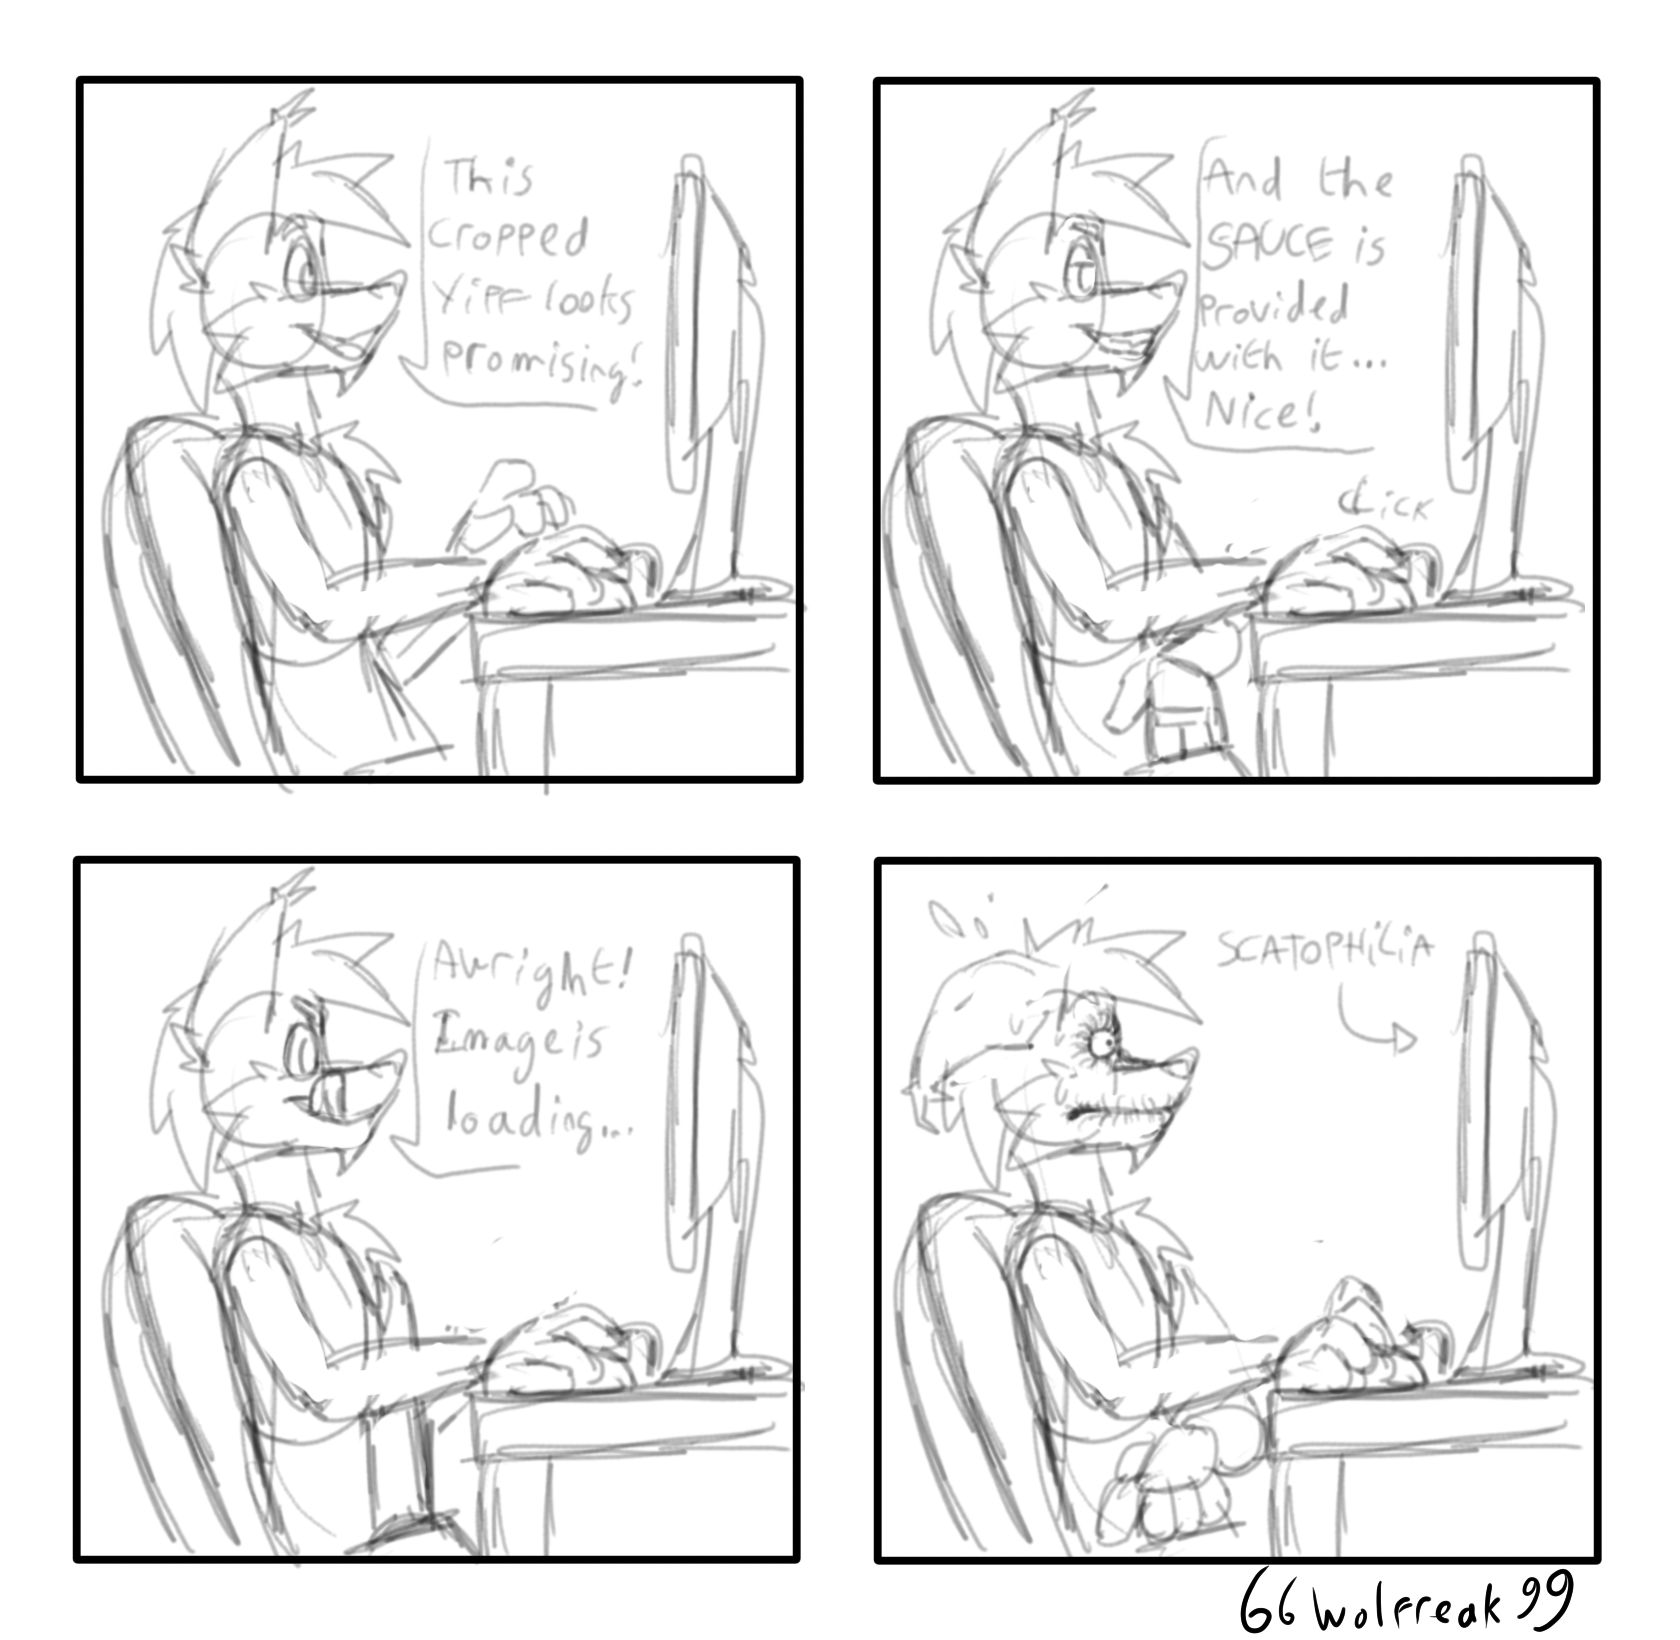 This
cropped
Yiff looks
promising!
And the
SAUCE is
provided
with it...
Nice!
Click
Alright!
Image is
loading...
SCATOPHILIA
66wolfreak99